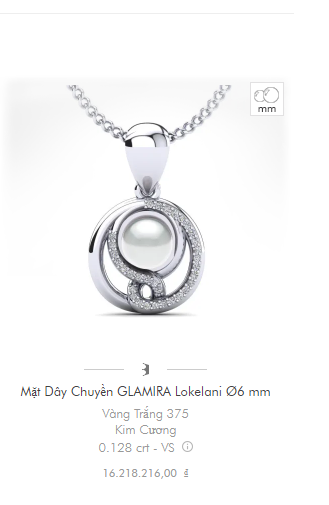 mm
Mặt Dây Chuyền GLAMIRA Lokelani Ø6 mm
Vàng Trắng 375
Kim Cương
0.128 crt - VS
16.218.216,00 ₫